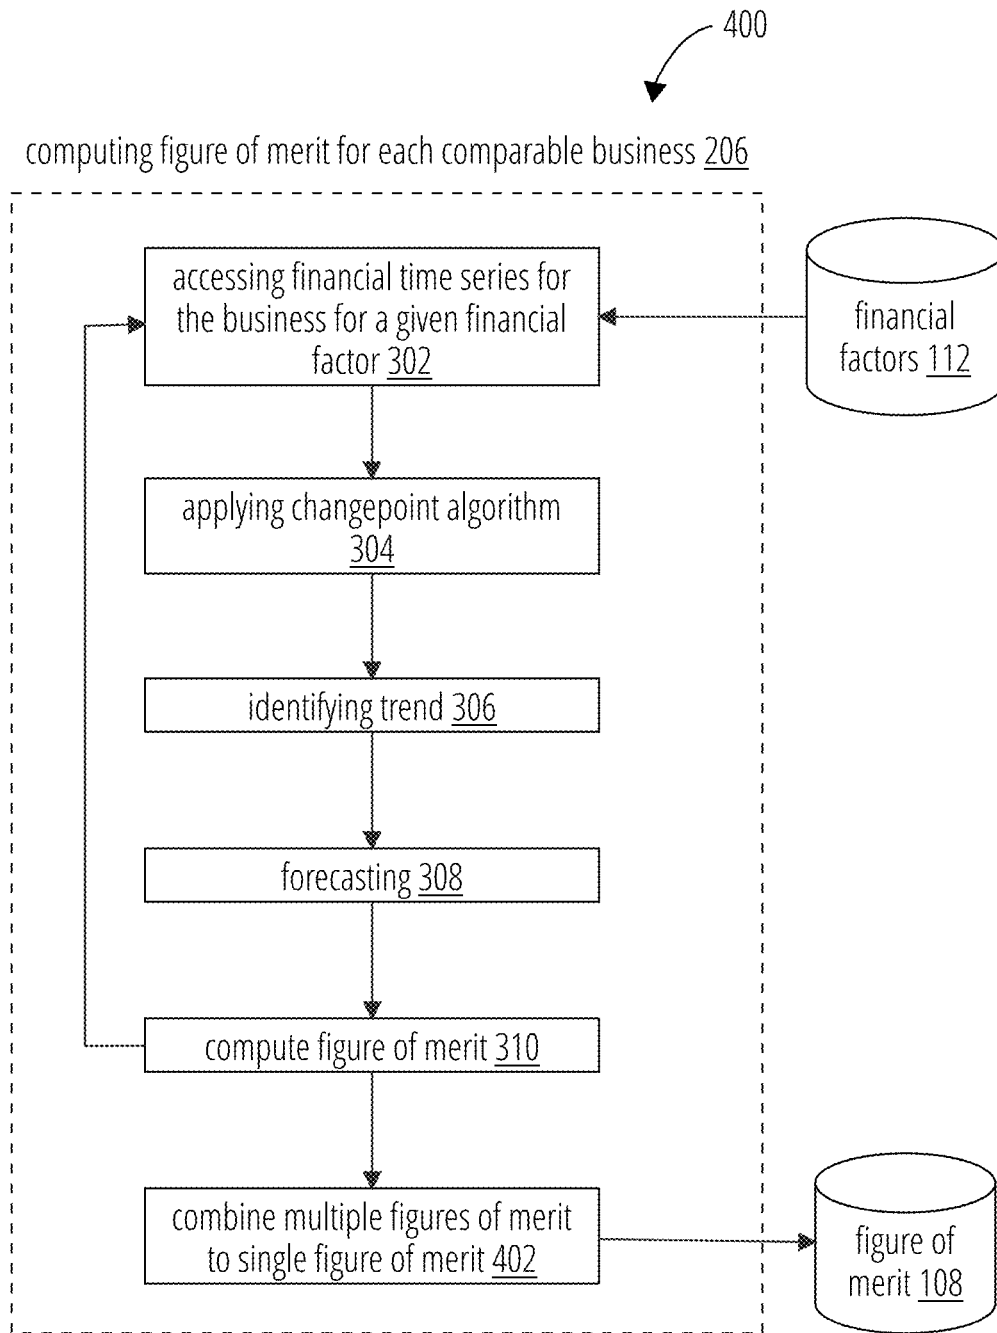 400
computing figure of merit for each comparable business 206
accessing financial time series for
the business for a given financial
factor 302
financial
factors 112
applying changepoint algorithm
304
identifying trend 306
forecasting 308
compute figure of merit 310
combine multiple figures of merit
to single figure of merit 402
figure of
merit 108